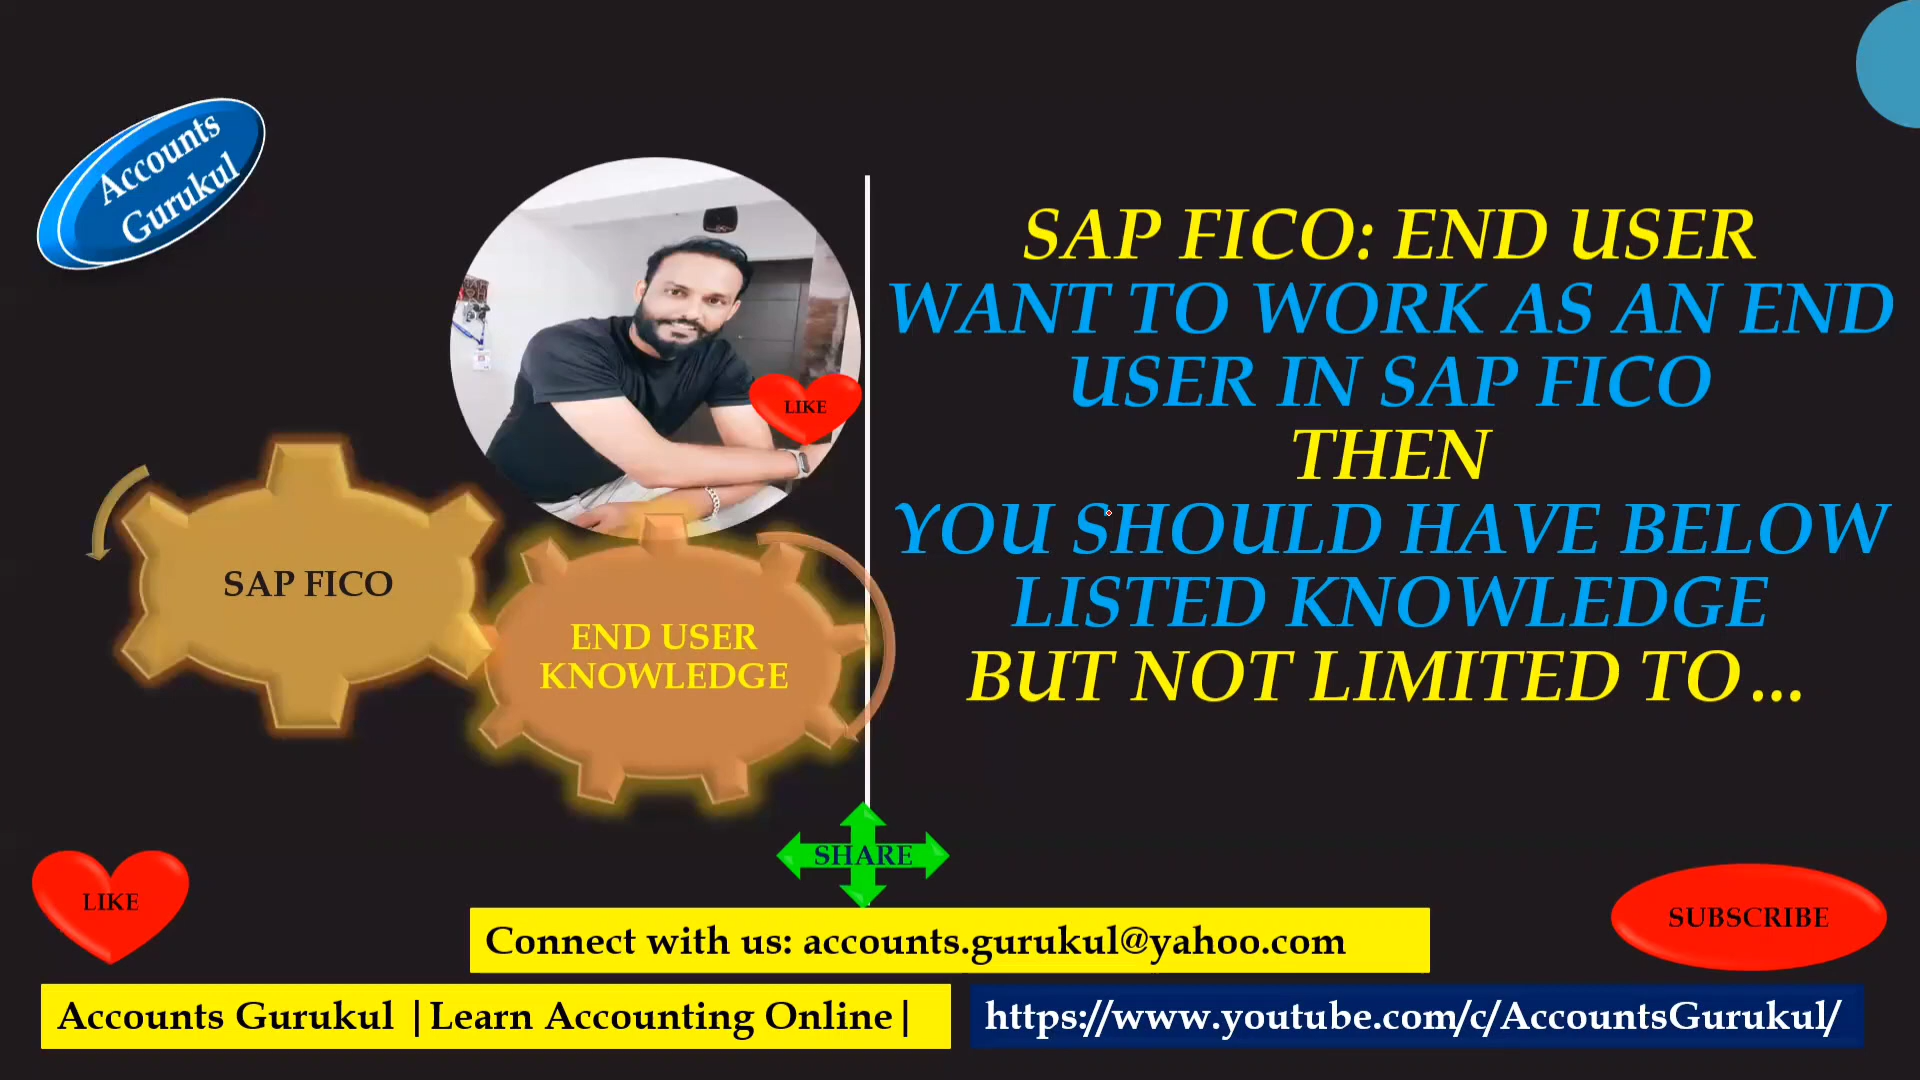 Accounts
Gurukul
SAP FICO: END USER
WANT TO WORK AS AN END
USER IN SAP FICO
THEN
YOU SHOULD HAVE BELOW
LISTED KNOWLEDGE
BUT NOT LIMITED TO...
LIKE
SAP FICO
END USER
KNOWLEDGE
SHARE
LIKE
SUBSCRIBE
Connect with us: accounts.gurukul@yahoo.com
Accounts Gurukul |Learn Accounting Online|
https://www.youtube.com/c/AccountsGurukul/